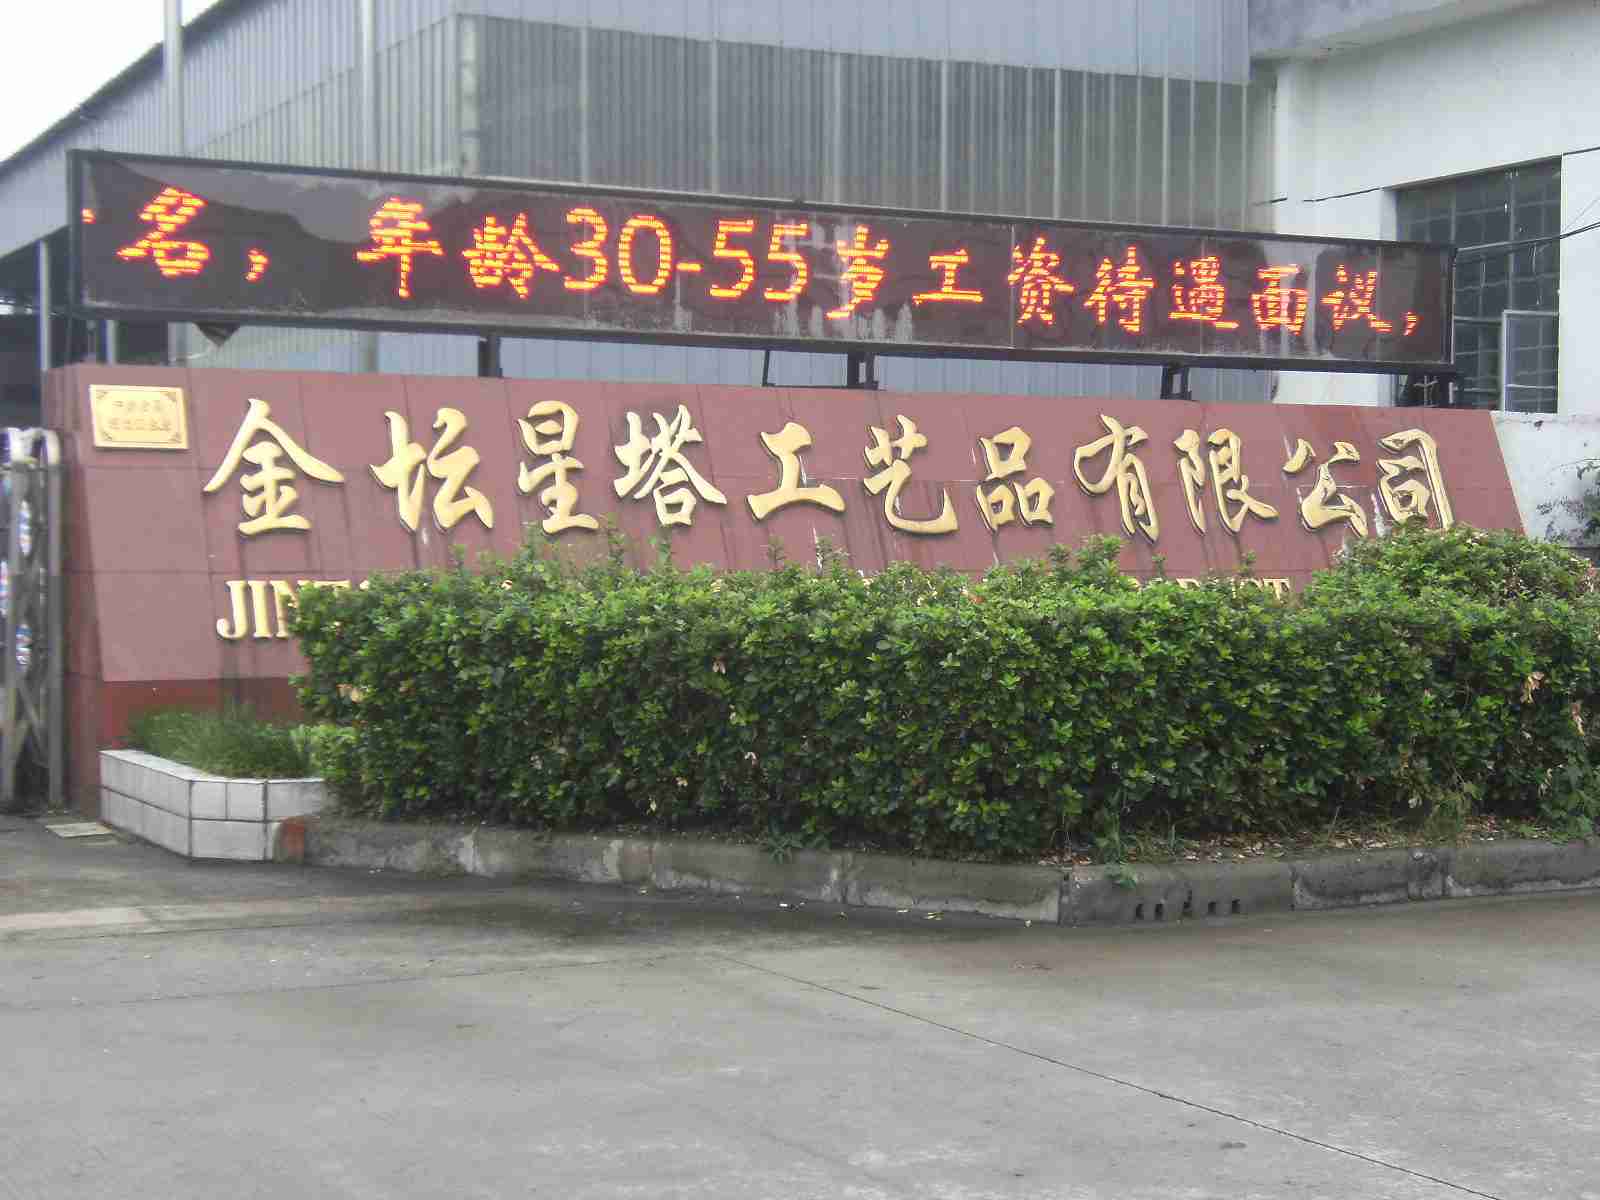 名，年龄30-55岁工资待遇面议，
金坛星塔工艺品有限公司